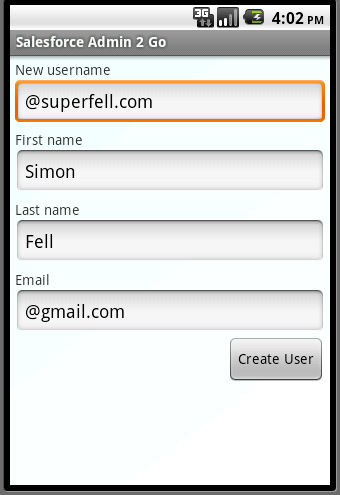 3G
4:02 PM
Salesforce Admin 2 Go
New username
@superfell.com
First name
Simon
Last name
Fell
Email
@gmail.com
Create User